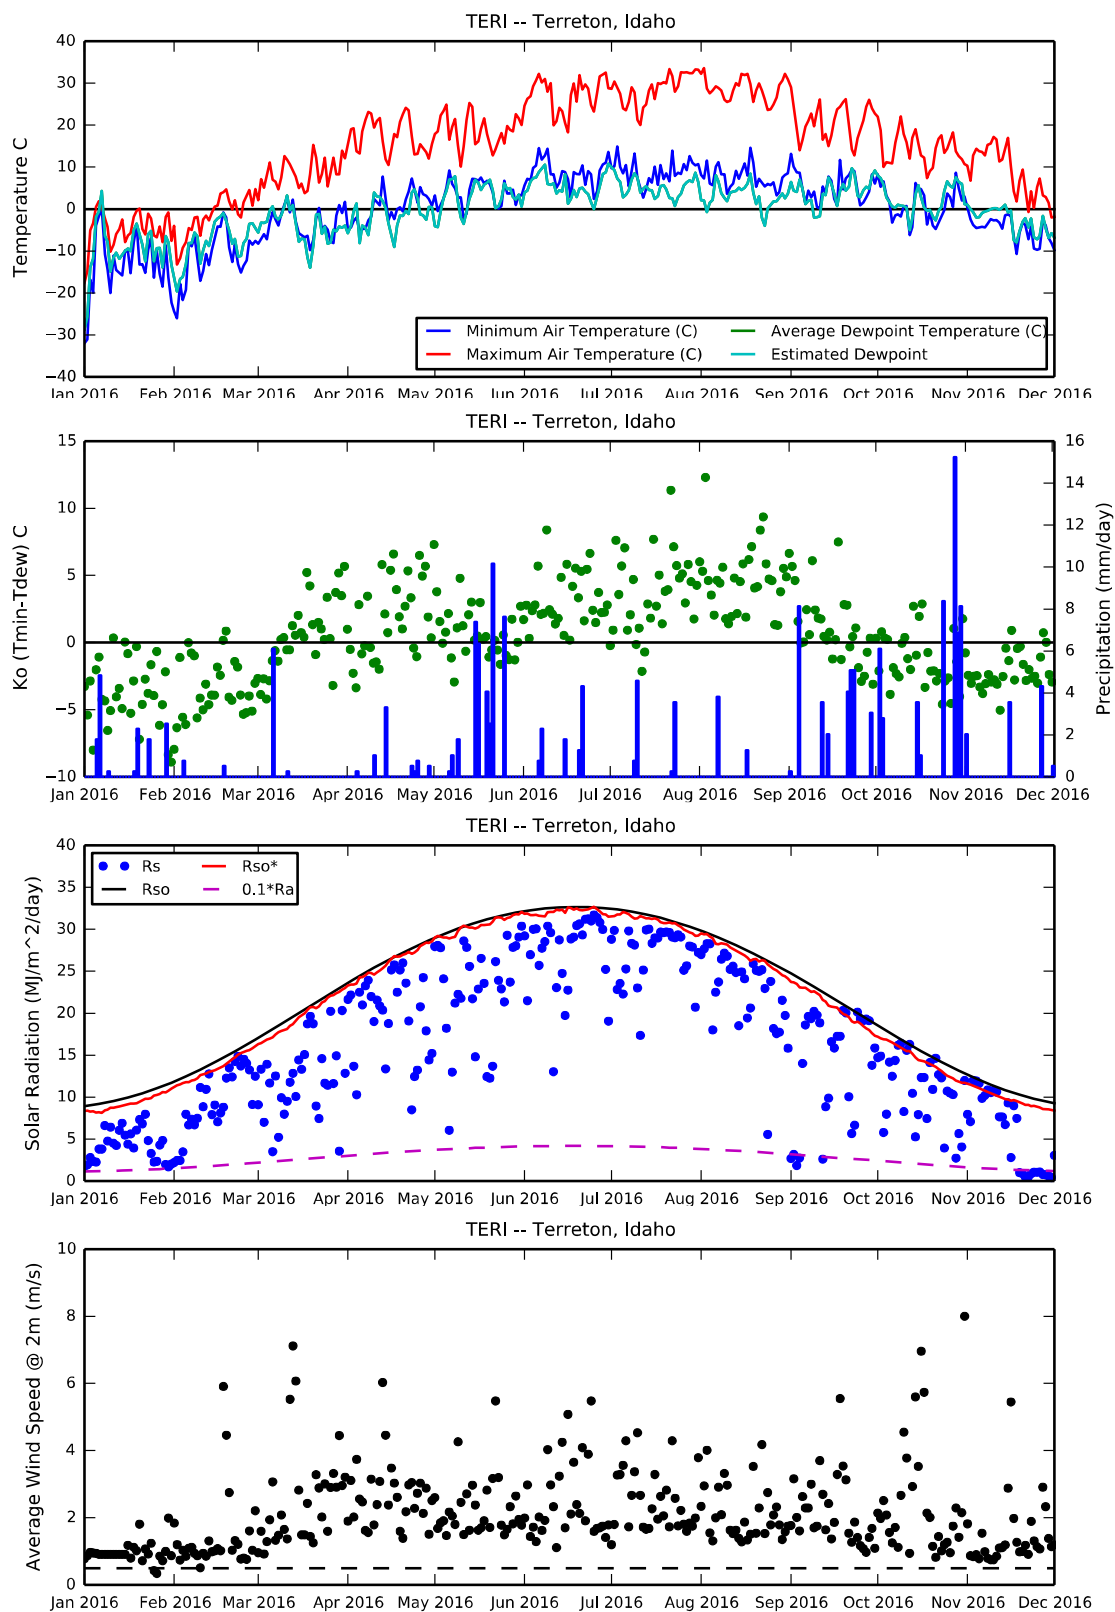 TERI -- Terreton, Idaho
Temperature C
40
30
20
10
0
−10
−20
−30
−40
Minimum Air Temperature (C)
Maximum Air Temperature (C)
Average Dewpoint Temperature (C)
Estimated Dewpoint
Jan 2016 Feb 2016 Mar 2016 Apr 2016 May 2016 Jun 2016 Jul 2016 Aug 2016 Sep 2016 Oct 2016 Nov 2016 Dec 2016
TERI -- Terreton, Idaho
Ko (Tmin-Tdew) C
15
10
5
0
−5
−10
16
14
12
10
8
6
4
2
0
Precipitation (mm/day)
Jan 2016 Feb 2016 Mar 2016 Apr 2016 May 2016 Jun 2016 Jul 2016 Aug 2016 Sep 2016 Oct 2016 Nov 2016 Dec 2016
TERI -- Terreton, Idaho
Solar Radiation (MJ/m^2/day)
40
35
30
25
20
15
10
5
0
Rs
Rso
Rso*
0.1*Ra
Jan 2016 Feb 2016 Mar 2016 Apr 2016 May 2016 Jun 2016 Jul 2016 Aug 2016 Sep 2016 Oct 2016 Nov 2016 Dec 2016
TERI -- Terreton, Idaho
Average Wind Speed @ 2m (m/s)
10
8
6
4
2
0
Jan 2016 Feb 2016 Mar 2016 Apr 2016 May 2016 Jun 2016 Jul 2016 Aug 2016 Sep 2016 Oct 2016 Nov 2016 Dec 2016